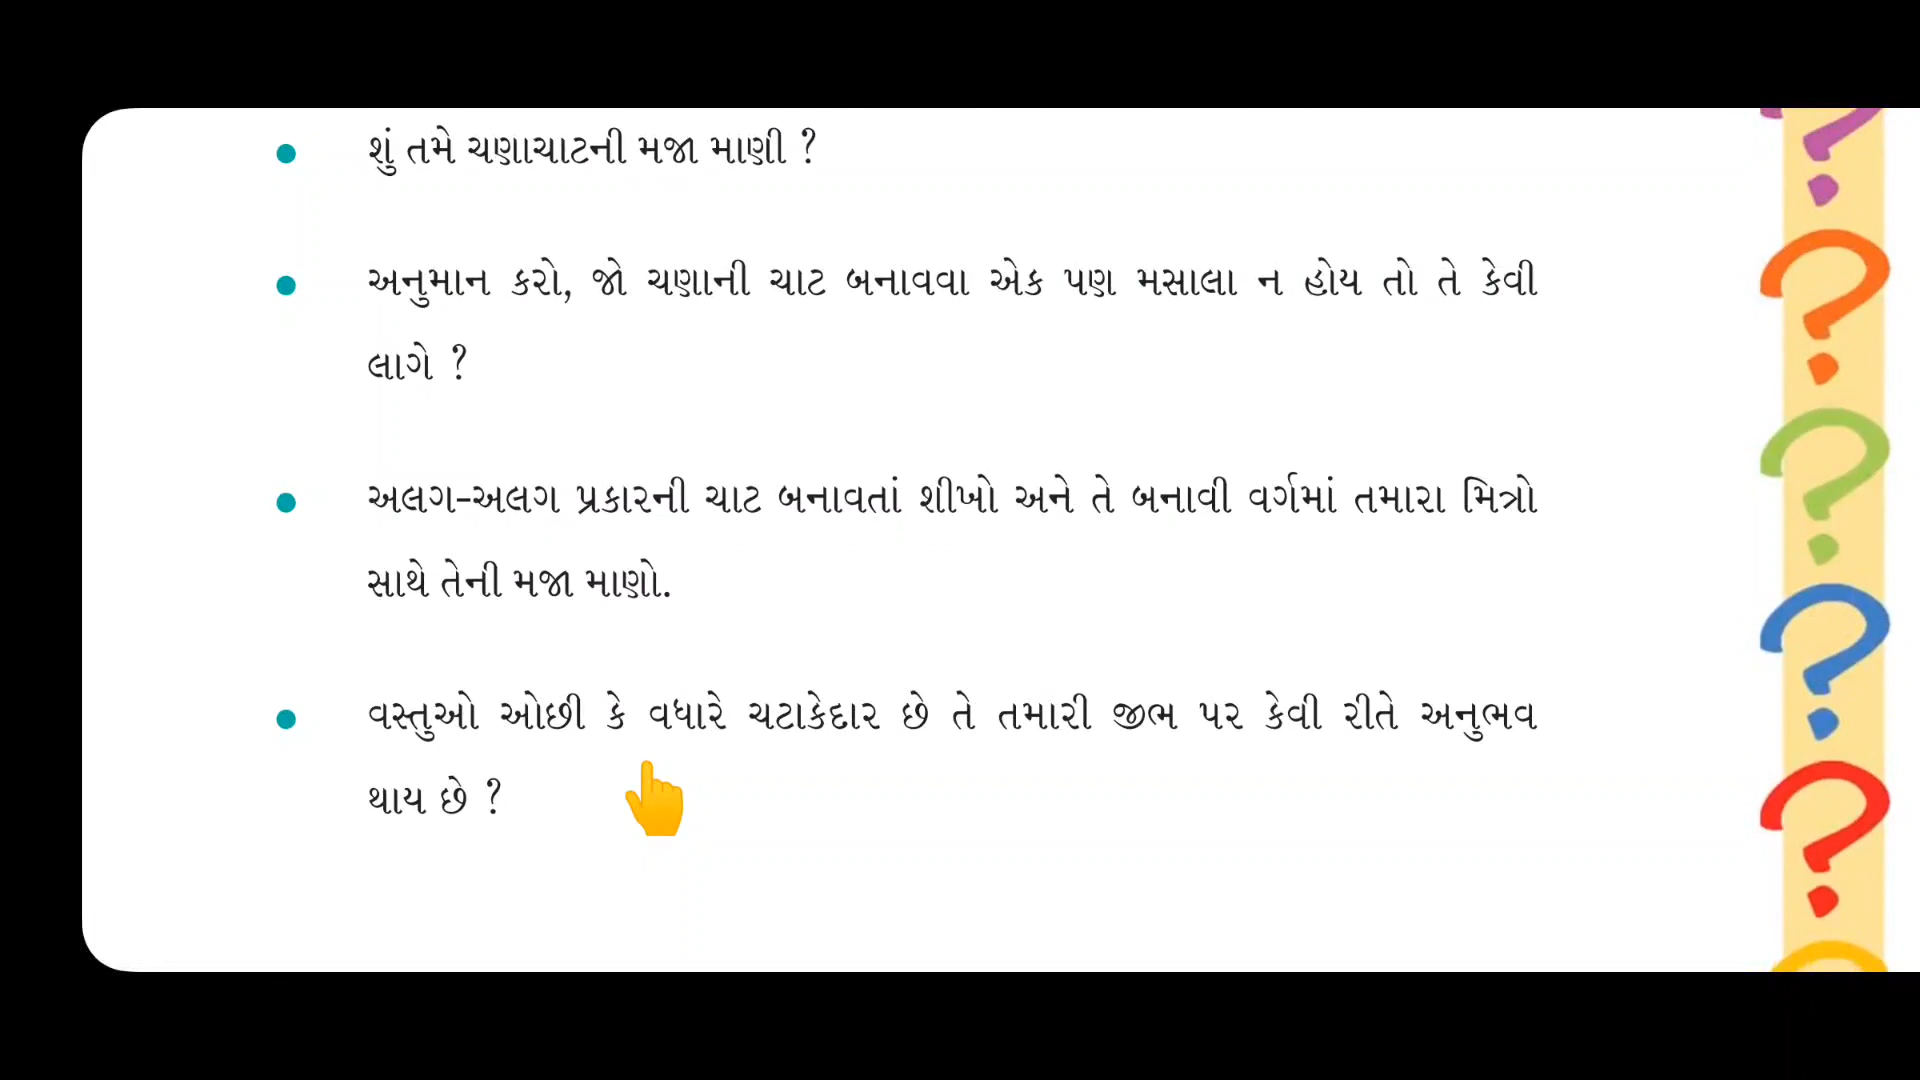 શું તમે ચણાચાટની મજા માણી ?
અનુમાન કરો, જો ચણાની ચાટ બનાવવા એક પણ મસાલા ન હોય તો તે કેવી
લાગે ?
અલગ-અલગ પ્રકારની ચાટ બનાવતાં શીખો અને તે બનાવી વર્ગમાં તમારા મિત્રો
સાથે તેની મજા માણો.
વસ્તુઓ ઓછી કે વધારે ચટાકેદાર છે તે તમારી જીભ પર કેવી રીતે અનુભવ
થાય છે ?